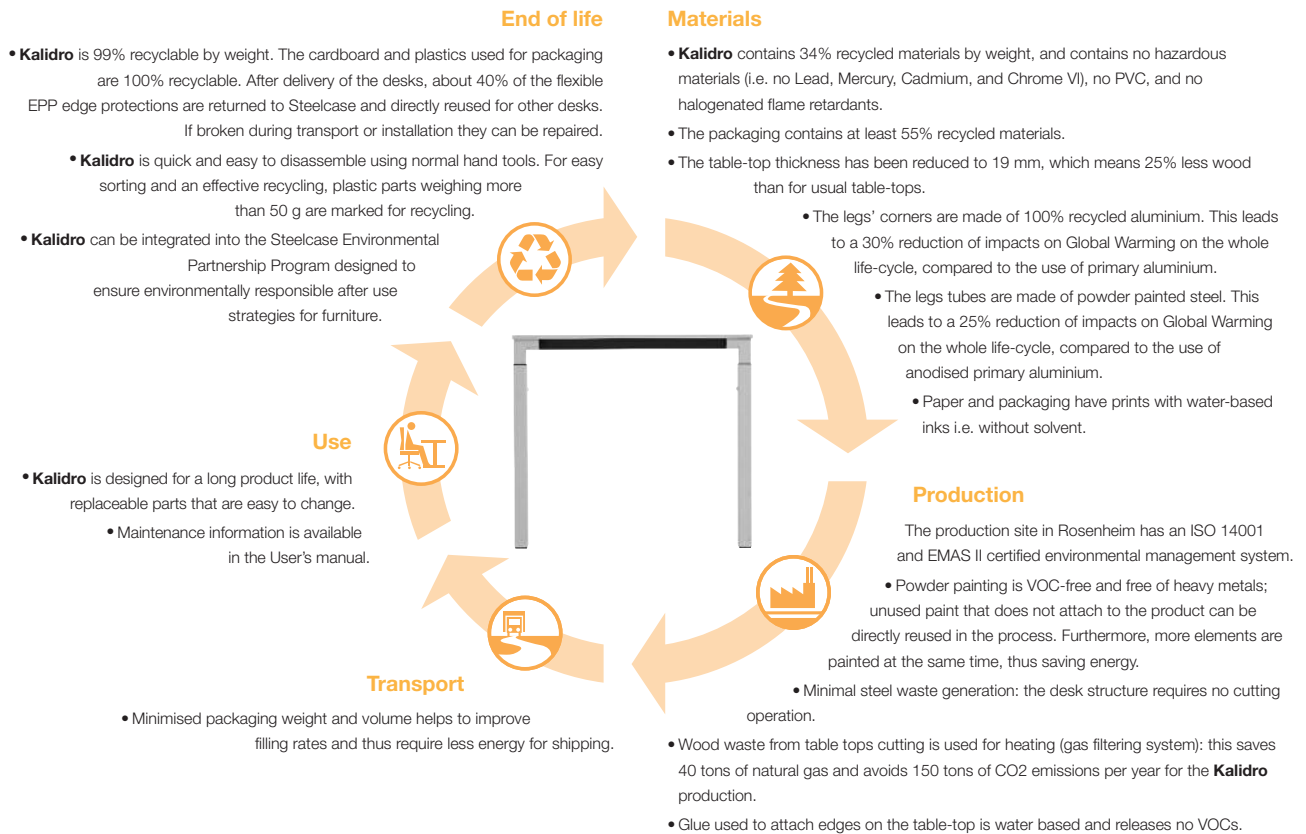 End of life
• Kalidro is 99% recyclable by weight. The cardboard and plastics used for packaging
are 100% recyclable. After delivery of the desks, about 40% of the flexible
EPP edge protections are returned to Steelcase and directly reused for other desks.
If broken during transport or installation they can be repaired.
• Kalidro is quick and easy to disassemble using normal hand tools. For easy
sorting and an effective recycling, plastic parts weighing more
than 50 g are marked for recycling.
• Kalidro can be integrated into the Steelcase Environmental
Partnership Program designed to
ensure environmentally responsible after use
strategies for furniture.
Materials
• Kalidro contains 34% recycled materials by weight, and contains no hazardous
materials (i.e. no Lead, Mercury, Cadmium, and Chrome VI), no PVC, and no
halogenated flame retardants.
• The packaging contains at least 55% recycled materials.
• The table-top thickness has been reduced to 19 mm, which means 25% less wood
than for usual table-tops.
• The legs' corners are made of 100% recycled aluminium. This leads
to a 30% reduction of impacts on Global Warming on the whole
life-cycle, compared to the use of primary aluminium.
• The legs tubes are made of powder painted steel. This
leads to a 25% reduction of impacts on Global Warming
on the whole life-cycle, compared to the use of
anodised primary aluminium.
• Paper and packaging have prints with water-based
inks i.e. without solvent.
Production
The production site in Rosenheim has an ISO 14001
and EMAS II certified environmental management system.
• Powder painting is VOC-free and free of heavy metals;
unused paint that does not attach to the product can be
directly reused in the process. Furthermore, more elements are
painted at the same time, thus saving energy.
• Minimal steel waste generation: the desk structure requires no cutting
operation.
• Wood waste from table tops cutting is used for heating (gas filtering system): this saves
40 tons of natural gas and avoids 150 tons of CO2 emissions per year for the Kalidro
production.
• Glue used to attach edges on the table-top is water based and releases no VOCs.
Transport
• Minimised packaging weight and volume helps to improve
filling rates and thus require less energy for shipping.
Use
• Kalidro is designed for a long product life, with
replaceable parts that are easy to change.
• Maintenance information is available
in the User's manual.